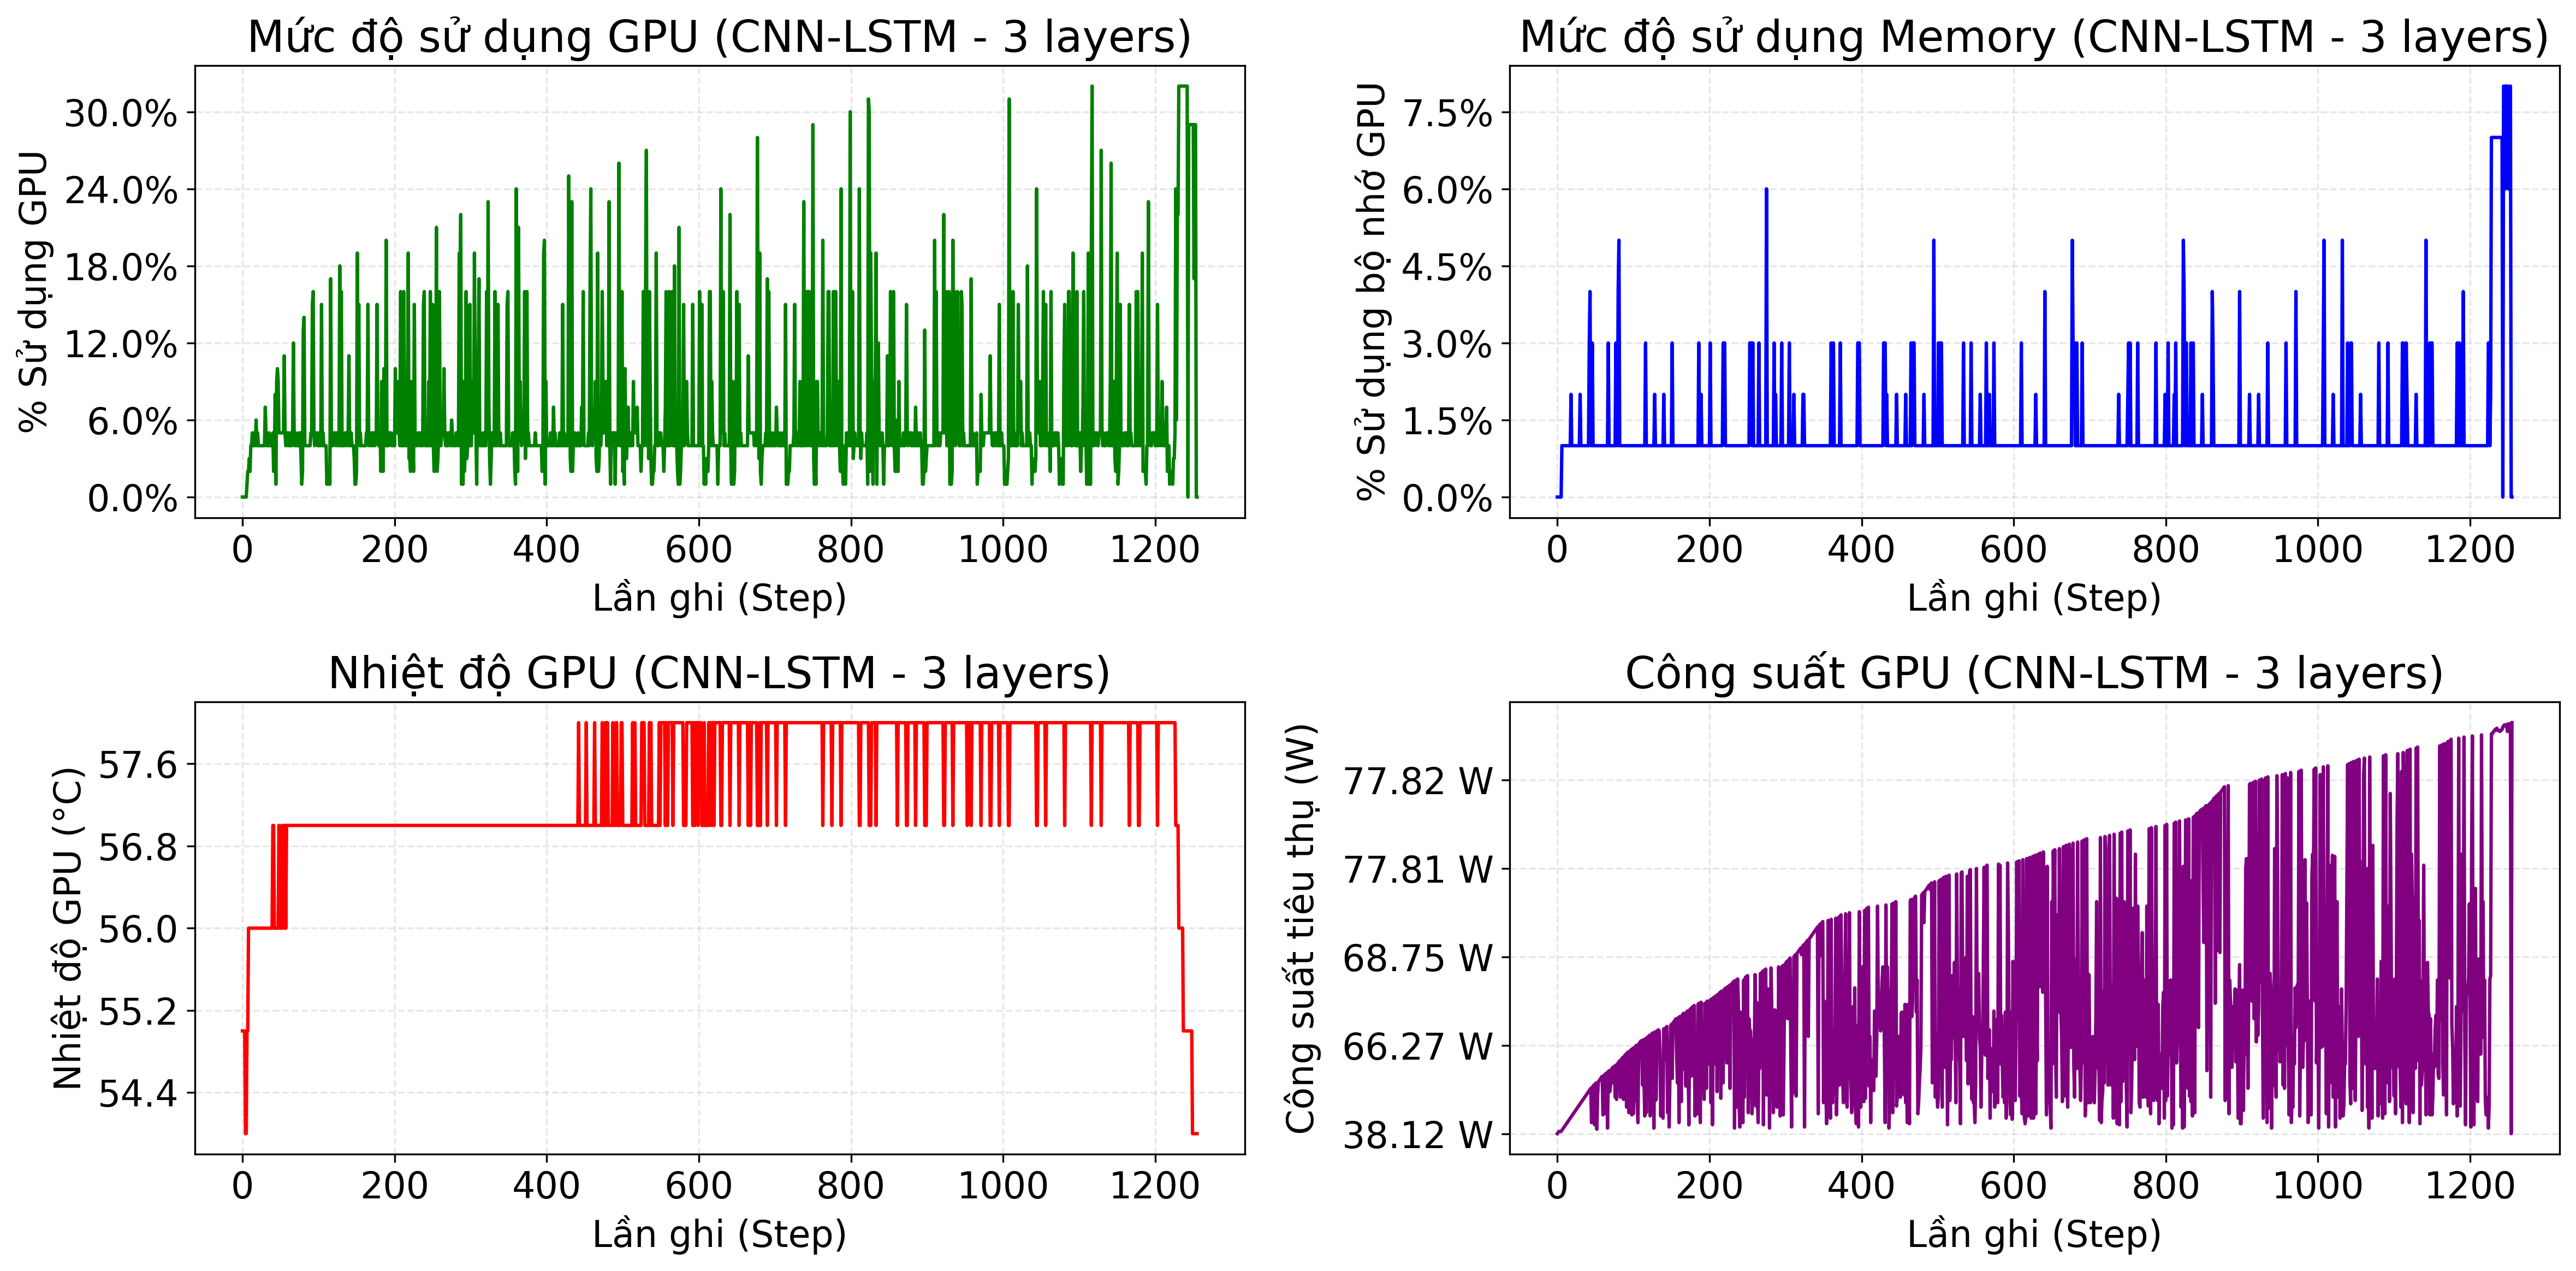 Mức độ sử dụng GPU (CNN-LSTM - 3 layers)
% Sử dụng GPU
30.0%
24.0%
18.0%
12.0%
6.0%
0.0%
0 200 400 600 800 1000 1200
Lần ghi (Step)
Mức độ sử dụng Memory (CNN-LSTM - 3 layers)
% Sử dụng bộ nhớ GPU
7.5%
6.0%
4.5%
3.0%
1.5%
0.0%
0 200 400 600 800 1000 1200
Lần ghi (Step)
Nhiệt độ GPU (CNN-LSTM - 3 layers)
Nhiệt độ GPU (°C)
57.6
56.8
56.0
55.2
54.4
0 200 400 600 800 1000 1200
Lần ghi (Step)
Công suất GPU (CNN-LSTM - 3 layers)
Công suất tiêu thụ (W)
77.82 W
77.81 W
68.75 W
66.27 W
38.12 W
0 200 400 600 800 1000 1200
Lần ghi (Step)